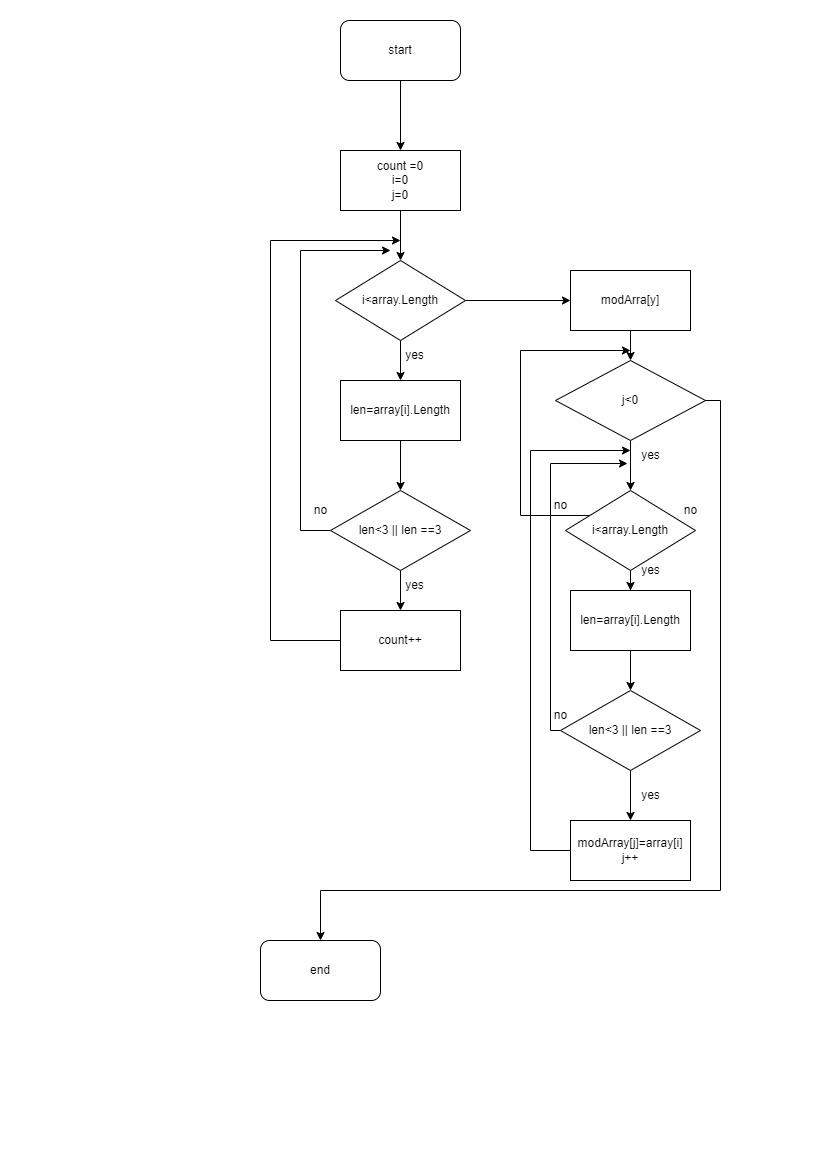 start
count =0
i=0
j=0
i<array.Length
yes
len=array[i].Length
no
len<3 || len ==3
yes
count++
modArra[y]
j<0
yes
no
no
i<array.Length
yes
len=array[i].Length
no
len<3 || len ==3
yes
modArray[j]=array[i]
j++
end